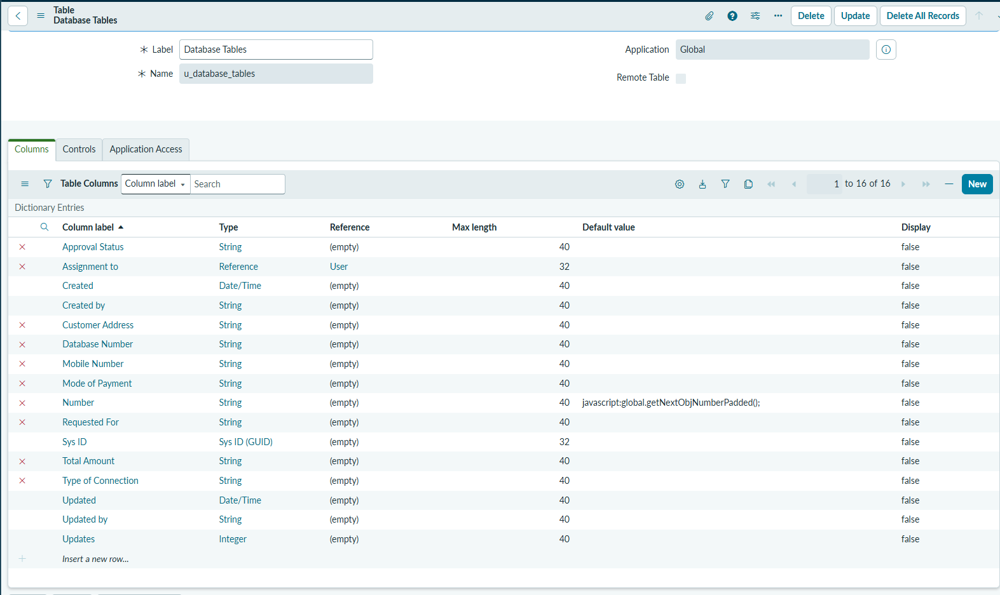 Table
Database Tables
Delete Update Delete All Records
Label Database Tables Application Global
Name u_database_tables
Remote Table
Columns Controls Application Access
Table Columns Column label Search 1 to 16 of 16 New
Dictionary Entries
Column label Type Reference Max length Default value Display
Approval Status String (empty) 40 false
Assignment to Reference User 32 false
Created Date/Time (empty) 40 false
Created by String (empty) 40 false
Customer Address String (empty) 40 false
Database Number String (empty) 40 false
Mobile Number String (empty) 40 false
Mode of Payment String (empty) 40 false
Number String (empty) 40 javascript:global.getNextObjNumberPadded(); false
Requested For String (empty) 40 false
Sys ID Sys ID (GUID) (empty) 32 false
Total Amount String (empty) 40 false
Type of Connection String (empty) 40 false
Updated Date/Time (empty) 40 false
Updated by String (empty) 40 false
Updates Integer (empty) 40 false
Insert a new row...